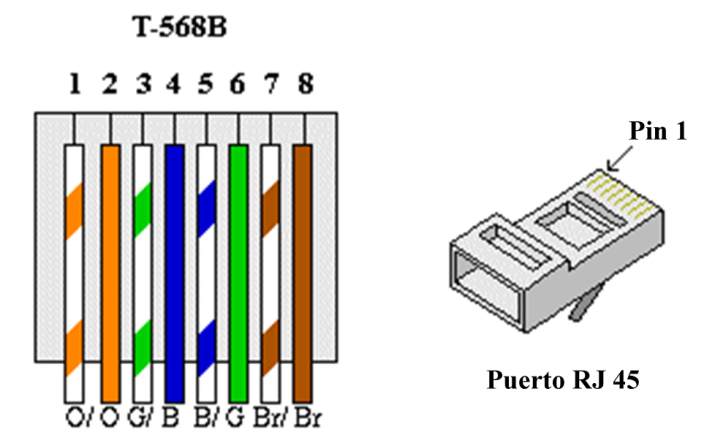 T-568B
1 2 3 4 5 6 7 8
O/ O G/ B B/ G Br/ Br
Pin 1
Puerto RJ 45